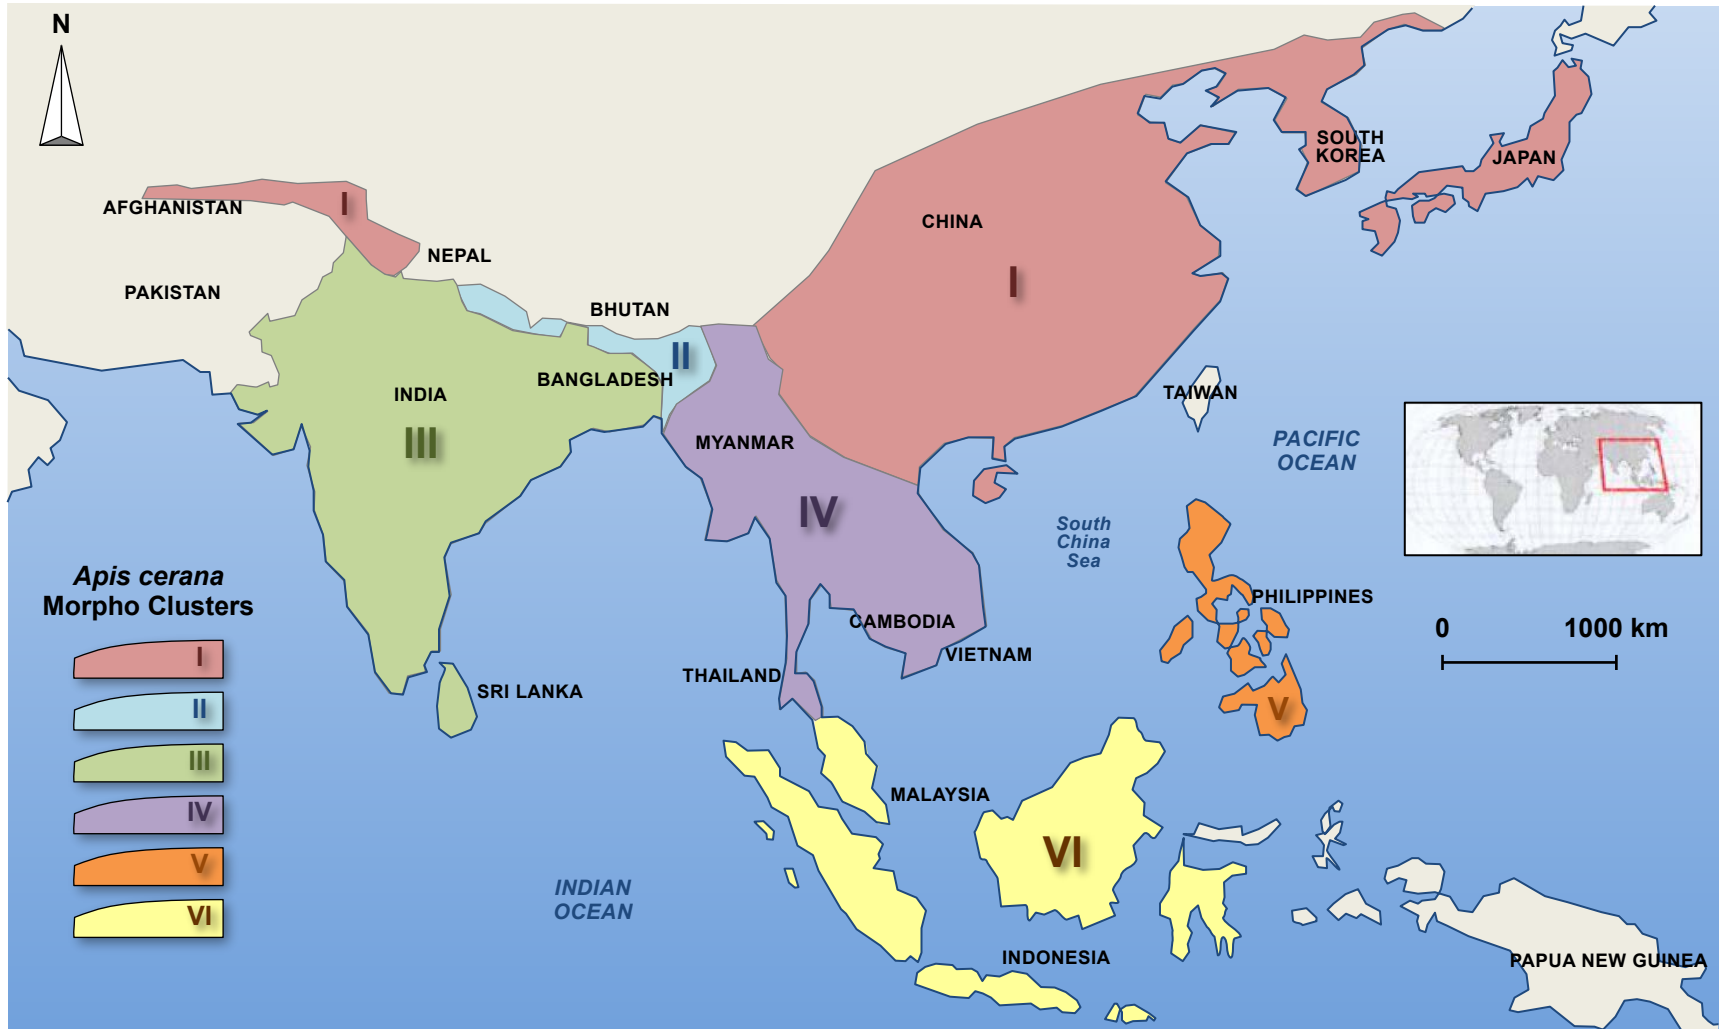 N
SOUTH
KOREA
JAPAN
AFGHANISTAN
I
CHINA
NEPAL
PAKISTAN
I
BHUTAN
II
BANGLADESH
INDIA
TAIWAN
III
MYANMAR
PACIFIC
OCEAN
IV
South
China
Sea
Apis cerana
Morpho Clusters
I
II
III
IV
V
VI
PHILIPPINES
CAMBODIA
VIETNAM
0 1000 km
THAILAND
SRI LANKA
V
MALAYSIA
VI
INDIAN
OCEAN
INDONESIA
PAPUA NEW GUINEA